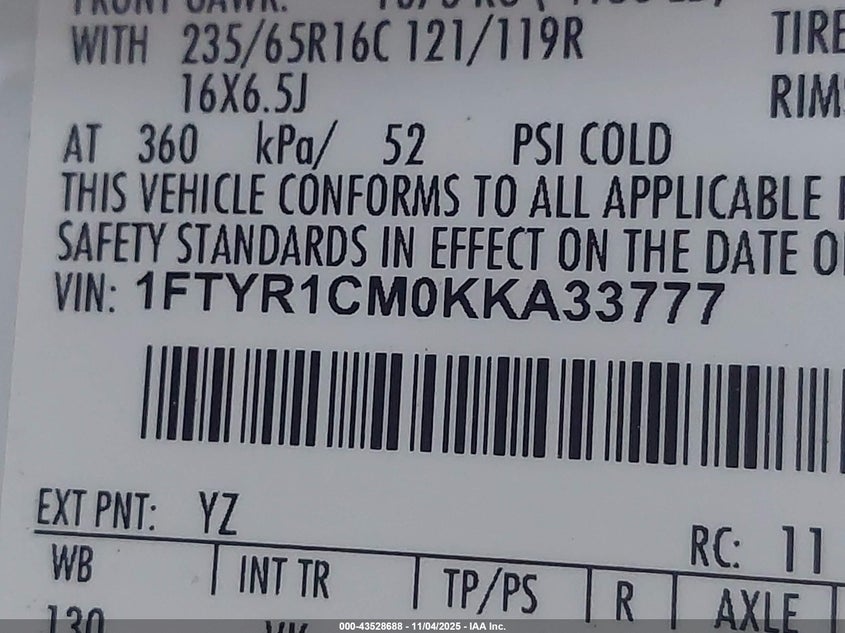 WITH 235/65R16C 121/119R TIRE
16X6.5J RIM
AT 360 kPa/ 52 PSI COLD
THIS VEHICLE CONFORMS TO ALL APPLICABLE
SAFETY STANDARDS IN EFFECT ON THE DATE O
VIN: 1FTYR1CM0KKA33777
EXT PNT: YZ
RC: 11
WB INT TR TP/PS R AXLE
130
000-43528688 - 11/04/2025 - IAA Inc.